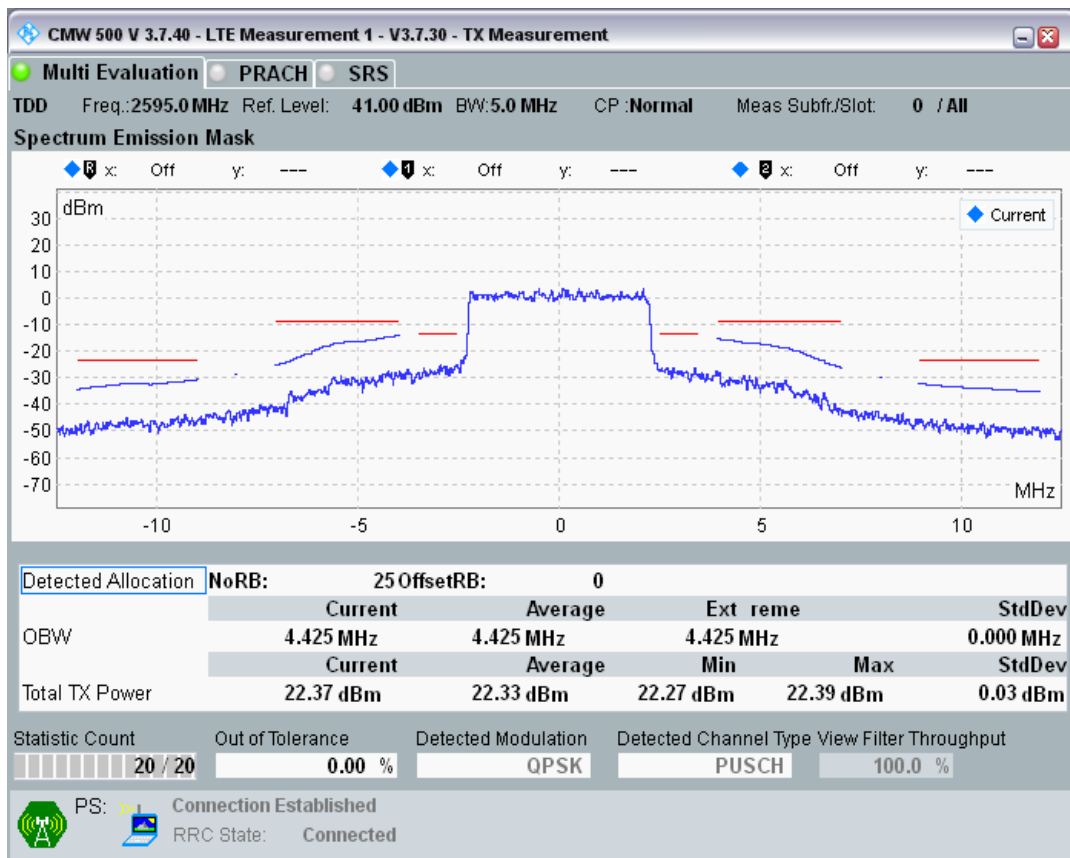 CMW 500 V 3.7.40 - LTE Measurement 1 - V3.7.30 - TX Measurement
Multi Evaluation PRACH SRS
TDD Freq.:2595.0 MHz Ref. Level: 41.00 dBm BW:5.0 MHz CP :Normal Meas Subfr./Slot: 0 / All
Spectrum Emission Mask
R x: Off y: --- 1 x: Off y: --- 2 x: Off y: ---
dBm
Current
30
20
10
0
-10
-20
-30
-40
-50
-60
-70
MHz
-10 -5 0 5 10
Detected Allocation NoRB: 25 OffsetRB: 0
Current Average Ext reme StdDev
OBW 4.425 MHz 4.425 MHz 4.425 MHz 0.000 MHz
Current Average Min Max StdDev
Total TX Power 22.37 dBm 22.33 dBm 22.27 dBm 22.39 dBm 0.03 dBm
Statistic Count Out of Tolerance Detected Modulation Detected Channel Type View Filter Throughput
20 / 20 0.00 % QPSK PUSCH 100.0 %
PS: Connection Established
RRC State: Connected